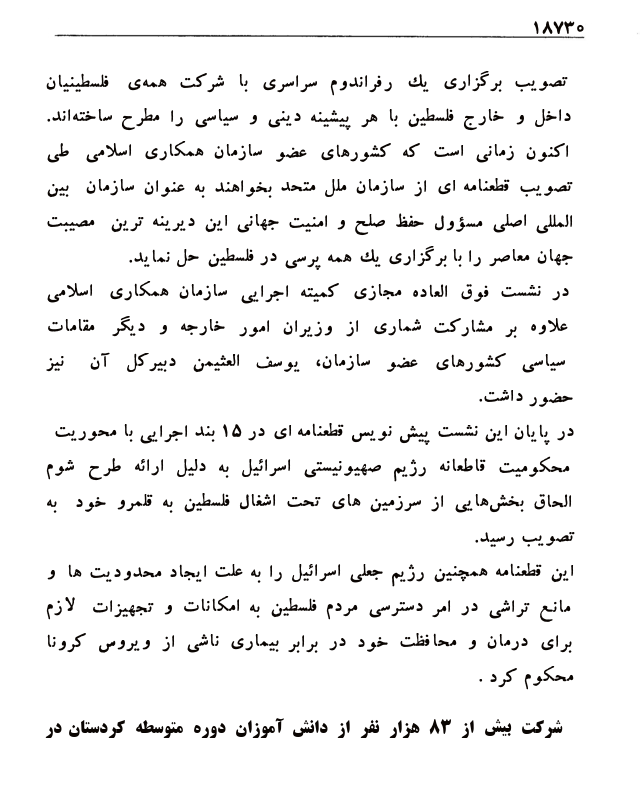 ۱۸۷۳۰
تصویب برگزاری یك رفراندوم سراسری با شرکت همه‌ی فلسطینیان
داخل و خارج فلسطین با هر پیشینه دینی و سیاسی را مطرح ساخته‌اند.
اکنون زمانی است که کشورهای عضو سازمان همکاری اسلامی طی
تصویب قطعنامه ای از سازمان ملل متحد بخواهند به عنوان سازمان بین
المللی اصلی مسؤول حفظ صلح و امنیت جهانی این دیرینه ترین مصیبت
جهان معاصر را با برگزاری یك همه پرسی در فلسطین حل نماید.
در نشست فوق العاده مجازی کمیته اجرایی سازمان همکاری اسلامی
علاوه بر مشارکت شماری از وزیران امور خارجه و دیگر مقامات
سیاسی کشورهای عضو سازمان، یوسف العثیمن دبیرکل آن نیز
حضور داشت.
در پایان این نشست پیش نویس قطعنامه ای در ۱۵ بند اجرایی با محوریت
محکومیت قاطعانه رژیم صهیونیستی اسرائیل به دلیل ارائه طرح شوم
الحاق بخش‌هایی از سرزمین های تحت اشغال فلسطین به قلمرو خود به
تصویب رسید.
این قطعنامه همچنین رژیم جعلی اسرائیل را به علت ایجاد محدودیت ها و
مانع تراشی در امر دسترسی مردم فلسطین به امکانات و تجهیزات لازم
برای درمان و محافظت خود در برابر بیماری ناشی از ویروس کرونا
محکوم کرد .
شرکت بیش از ۸۳ هزار نفر از دانش آموزان دوره متوسطه کردستان در